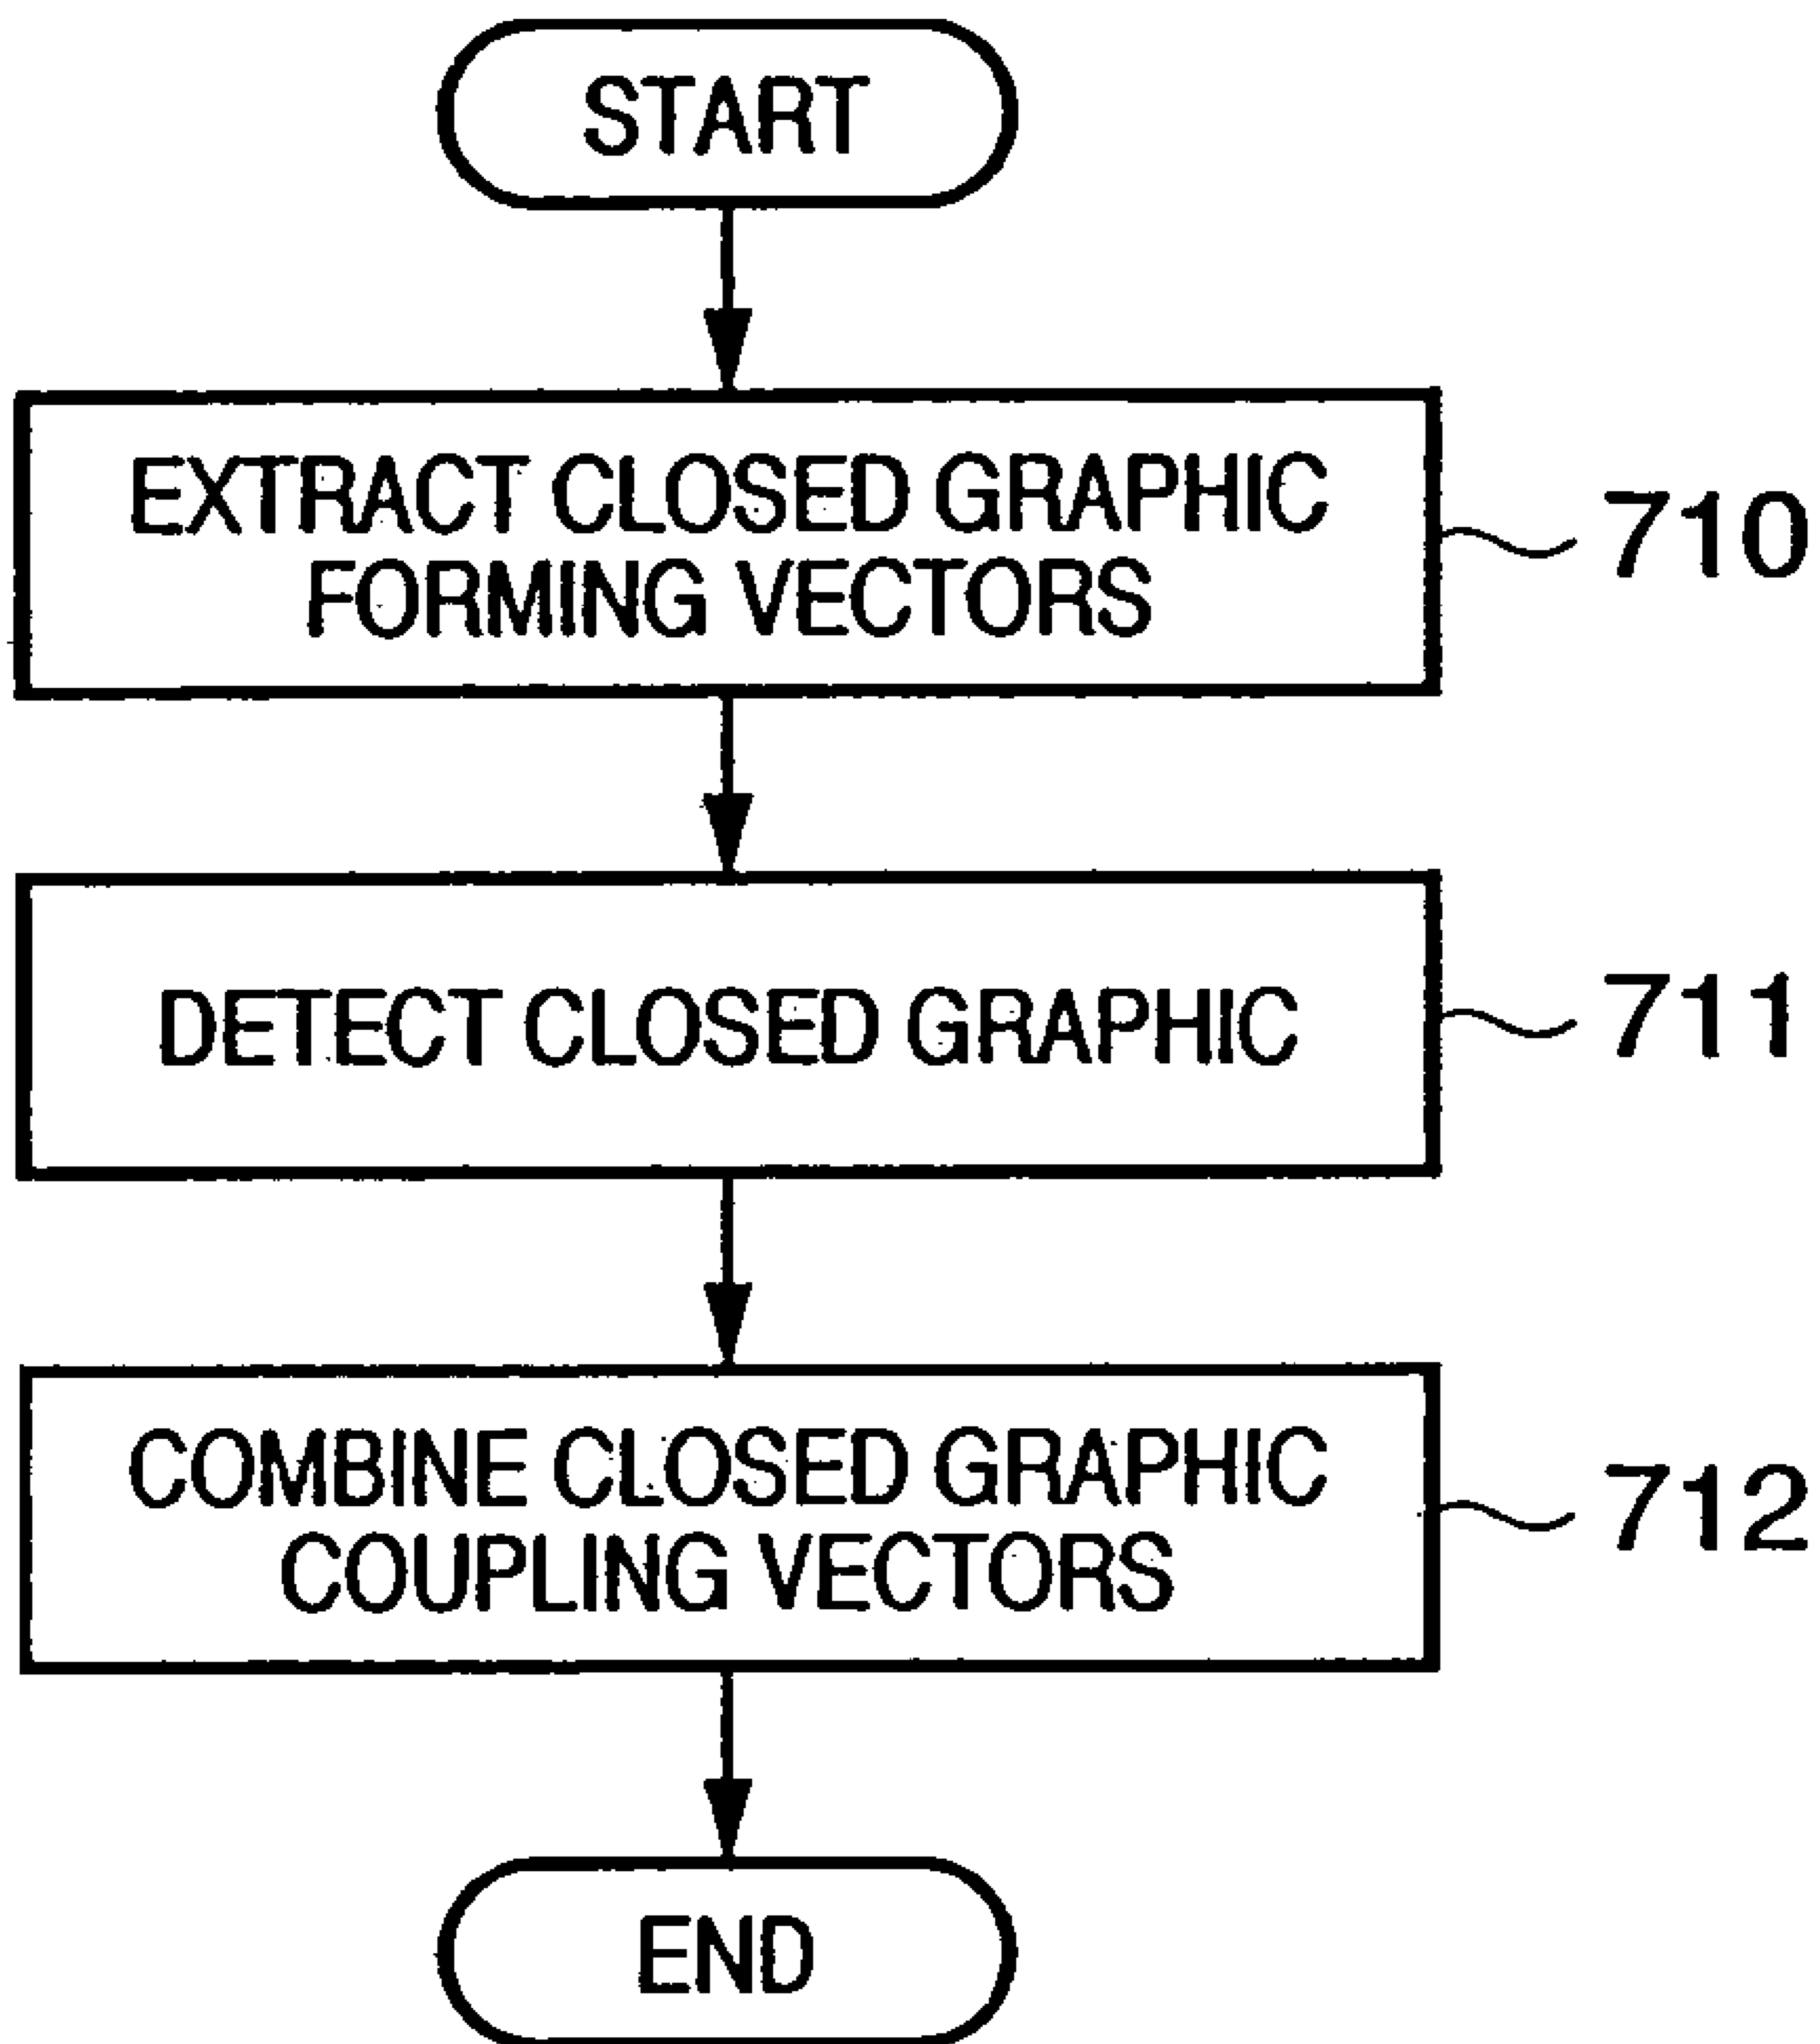 START
EXTRACT CLOSED GRAPHIC
FORMING VECTORS
710
DETECT CLOSED GRAPHIC
711
COMBINE CLOSED GRAPHIC
COUPLING VECTORS
712
END